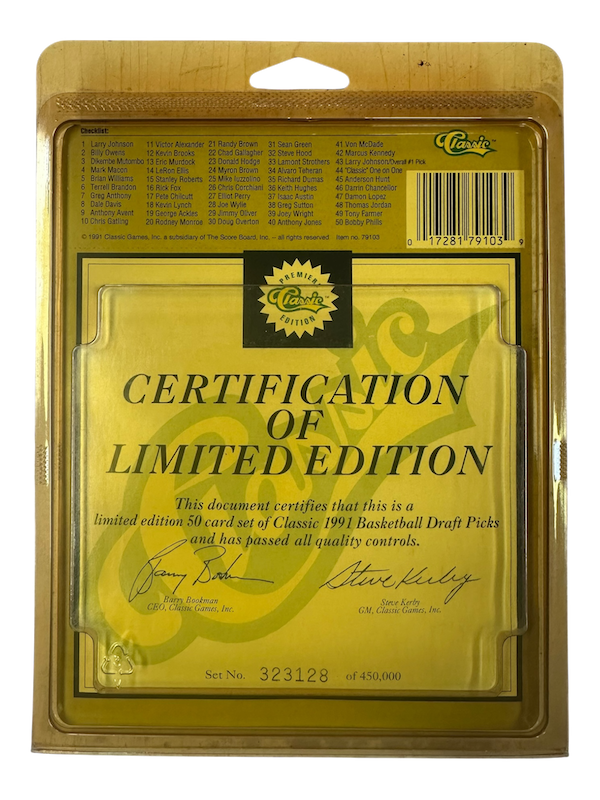 Checklist:
1 Larry Johnson 11 Victor Alexander 21 Randy Brown 31 Sean Green 41 Von McDade
2 Billy Owens 12 Kevin Brooks 22 Chad Gallagher 32 Steve Hood 42 Marcus Kennedy
3 Dikembe Mutombo 13 Eric Murdock 23 Donald Hodge 33 Lamont Strothers 43 Larry Johnson/Overall #1 Pick
4 Mark Macon 14 LeRon Ellis 24 Myron Brown 34 Alvaro Teheran 44 "Classic" One on One
5 Brian Williams 15 Stanley Roberts 25 Mike Iuzzolino 35 Richard Dumas 45 Anderson Hunt
6 Terrell Brandon 16 Rick Fox 26 Chris Corchiani 36 Keith Hughes 46 Darrin Chancellor
7 Greg Anthony 17 Pete Chilcutt 27 Elliot Perry 37 Isaac Austin 47 Damon Lopez
8 Dale Davis 18 Kevin Lynch 28 Joe Wylie 38 Greg Sutton 48 Thomas Jordan
9 Anthony Avent 19 George Ackles 29 Jimmy Oliver 39 Joey Wright 49 Tony Farmer
10 Chris Gatling 20 Rodney Monroe 30 Doug Overton 40 Anthony Jones 50 Bobby Phills
© 1991 Classic Games, Inc. a subsidiary of The Score Board, Inc. – all rights reserved Item no. 79103
Classic™
0 17281 79103 9
PREMIER
Classic™
EDITION
Classic
CERTIFICATION
OF
LIMITED EDITION
This document certifies that this is a
limited edition 50 card set of Classic 1991 Basketball Draft Picks
and has passed all quality controls.
Barry Bookman
Steve Kerby
Barry Bookman
CEO, Classic Games, Inc.
Steve Kerby
GM, Classic Games, Inc.
Set No. 323128 of 450,000